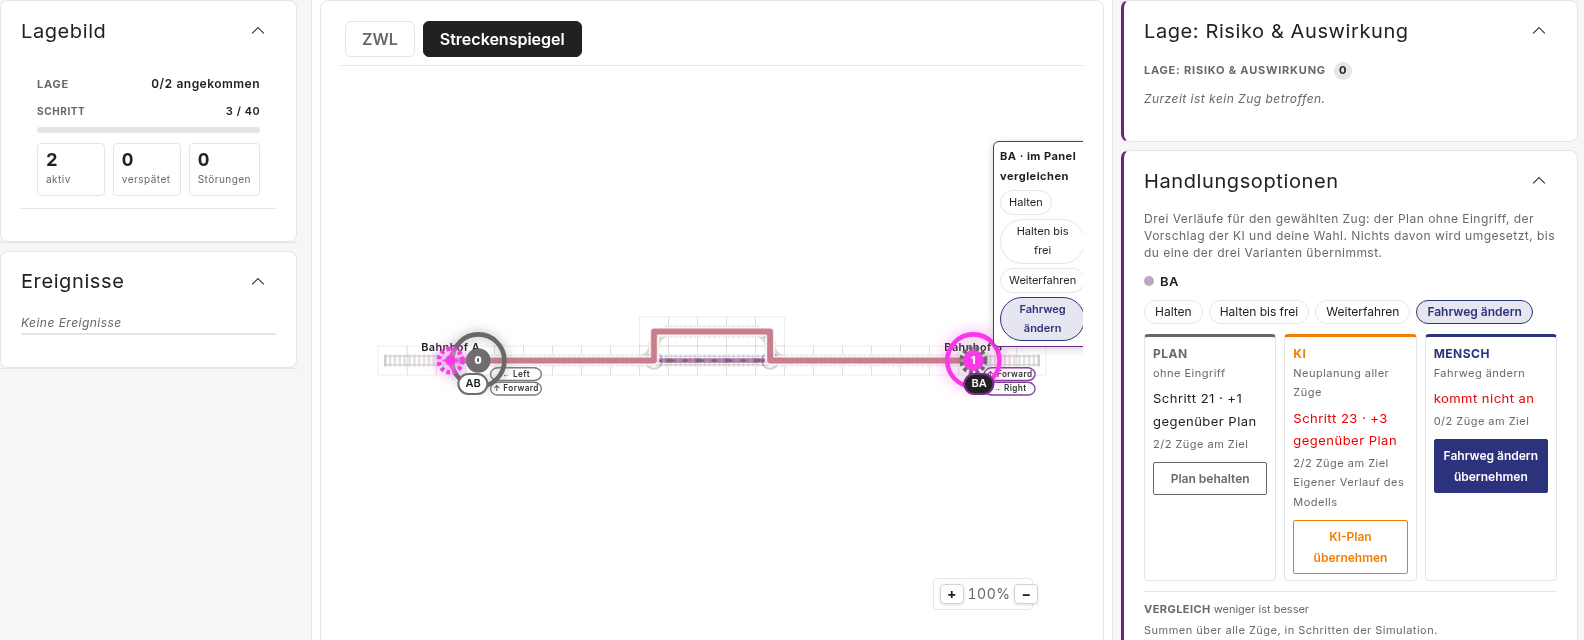 Lagebild
LAGE 0/2 angekommen
SCHRITT 3 / 40
2 0 0
aktiv verspätet Störungen
Ereignisse
Keine Ereignisse
ZWL Streckenspiegel
BA · im Panel
vergleichen
Halten
Halten bis
frei
Weiterfahren
Fahrweg
ändern
Bahnhof A
0
AB
Left
↑ Forward
Bahnhof
1
BA
Forward
Right
+ 100% −
Lage: Risiko & Auswirkung
LAGE: RISIKO & AUSWIRKUNG 0
Zurzeit ist kein Zug betroffen.
Handlungsoptionen
Drei Verläufe für den gewählten Zug: der Plan ohne Eingriff, der
Vorschlag der KI und deine Wahl. Nichts davon wird umgesetzt, bis
du eine der drei Varianten übernimmst.
BA
Halten Halten bis frei Weiterfahren Fahrweg ändern
PLAN
ohne Eingriff
Schritt 21 · +1
gegenüber Plan
2/2 Züge am Ziel
Plan behalten
KI
Neuplanung aller
Züge
Schritt 23 · +3
gegenüber Plan
2/2 Züge am Ziel
Eigener Verlauf des
Modells
KI-Plan
übernehmen
MENSCH
Fahrweg ändern
kommt nicht an
0/2 Züge am Ziel
Fahrweg ändern
übernehmen
VERGLEICH weniger ist besser
Summen über alle Züge, in Schritten der Simulation.